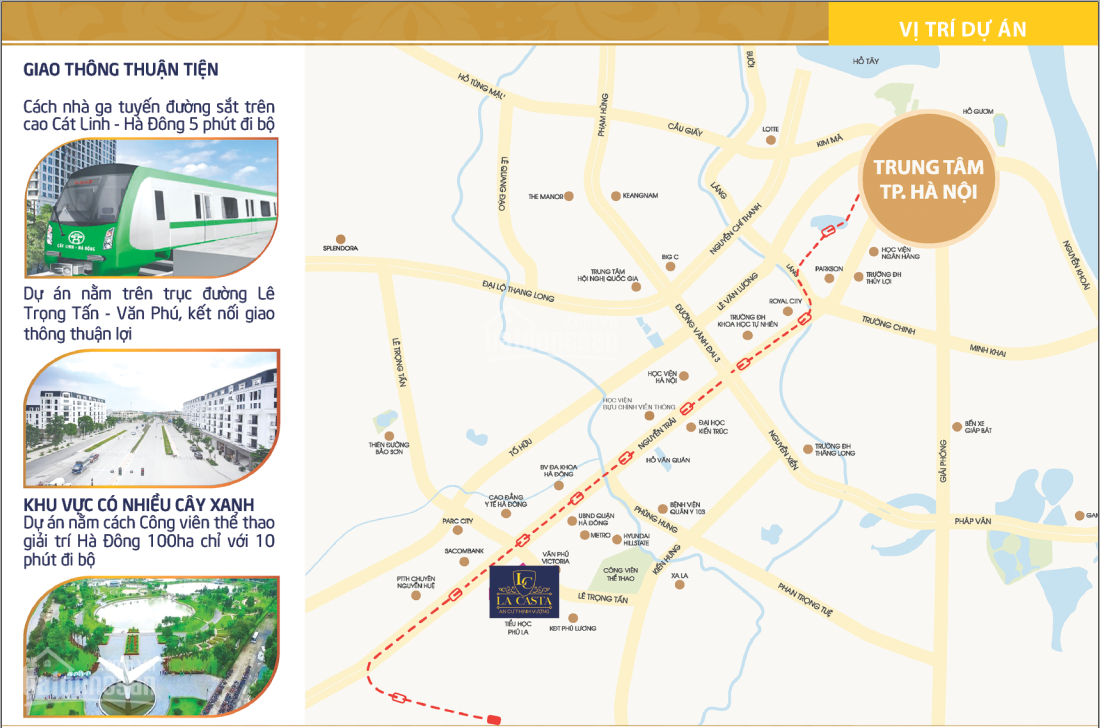 VỊ TRÍ DỰ ÁN
GIAO THÔNG THUẬN TIỆN
Cách nhà ga tuyến đường sắt trên
cao Cát Linh - Hà Đông 5 phút đi bộ
CÁT LINH - HÀ ĐÔNG
Dự án nằm trên trục đường Lê
Trọng Tấn - Văn Phú, kết nối giao
thông thuận lợi
KHU VỰC CÓ NHIỀU CÂY XANH
Dự án nằm cách Công viên thể thao
giải trí Hà Đông 100ha chỉ với 10
phút đi bộ
HỒ TÙNG MẬU
PHẠM HÙNG
BƯỞI
HỒ TÂY
HỒ GƯƠM
CẦU GIẤY
LOTTE
KIM MÃ
TRUNG TÂM
TP. HÀ NỘI
LÊ QUANG ĐẠO
THE MANOR
KEANGNAM
LÁNG
NGUYỄN CHÍ THANH
SPLENDORA
BIG C
TRUNG TÂM
HỘI NGHỊ QUỐC GIA
ĐẠI LỘ THANG LONG
LÊ VĂN LƯƠNG
LÁNG
HỌC VIỆN
NGÂN HÀNG
PARKSON
TRƯỜNG ĐH
THỦY LỢI
NGUYỄN KHOÁI
ROYAL CITY
TRƯỜNG ĐH
KHOA HỌC TỰ NHIÊN
ĐƯỜNG VÀNH ĐAI 3
TRƯỜNG CHINH
MINH KHAI
LÊ TRỌNG TẤN
HỌC VIỆN
HÀ NỘI
HỌC VIỆN
BƯU CHÍNH VIỄN THÔNG
NGUYỄN TRÃI
ĐẠI HỌC
KIẾN TRÚC
BẾN XE
GIÁP BÁT
THIÊN ĐƯỜNG
BẢO SƠN
TỐ HỮU
HỒ VĂN QUÁN
NGUYỄN XIỂN
TRƯỜNG ĐH
THĂNG LONG
GIẢI PHÓNG
BV ĐA KHOA
HÀ ĐÔNG
CAO ĐẲNG
Y TẾ HÀ ĐÔNG
PARC CITY
UBND QUẬN
HÀ ĐÔNG
PHÙNG HƯNG
BỆNH VIỆN
QUÂN Y 103
PHÁP VÂN
GAM
METRO
HYUNDAI
HILLSTATE
SACOMBANK
VĂN PHÚ
VICTORIA
KIẾN HƯNG
CÔNG VIÊN
THỂ THAO
XA LA
PTTH CHUYÊN
NGUYỄN HUỆ
LC
LA CASTA
AN CƯ THỊNH VƯỢNG
LÊ TRỌNG TẤN
PHAN TRỌNG TUỆ
TIỂU HỌC
PHÚ LA
KĐT PHÚ LƯƠNG